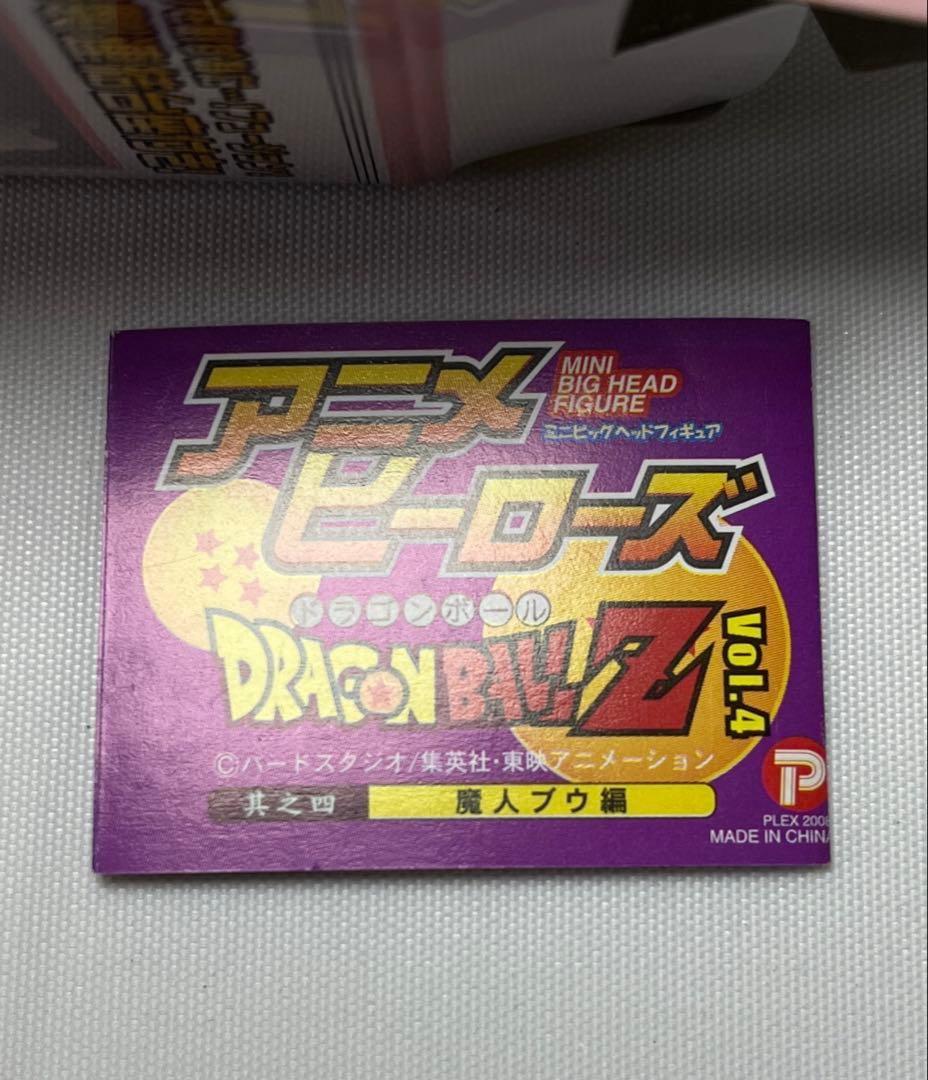 アニメ
ヒーローズ
MINI
BIG HEAD
FIGURE
ミニビッグヘッドフィギュア
ドラゴンボール
DRAGON BALL Z
Vol.4
©バードスタジオ/集英社・東映アニメーション
其之四 魔人ブウ編
P
PLEX 2008
MADE IN CHINA